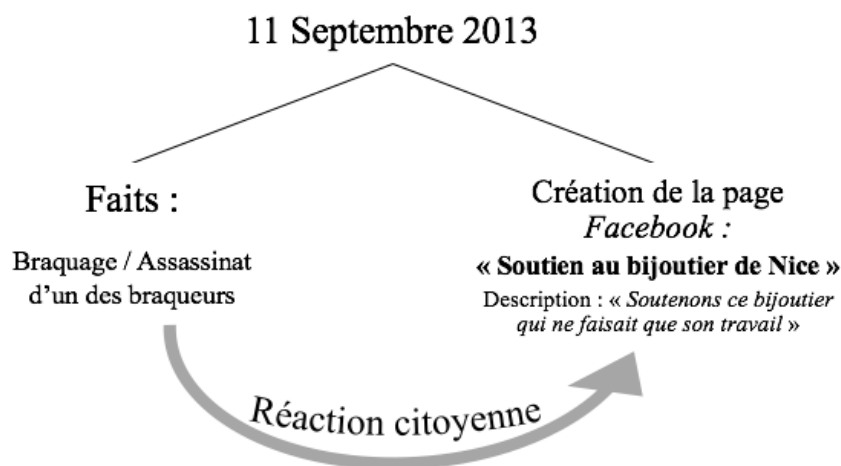 11 Septembre 2013
Faits :
Braquage / Assassinat
d’un des braqueurs
Création de la page
Facebook :
« Soutien au bijoutier de Nice »
Description : « Soutenons ce bijoutier
qui ne faisait que son travail »
Réaction citoyenne